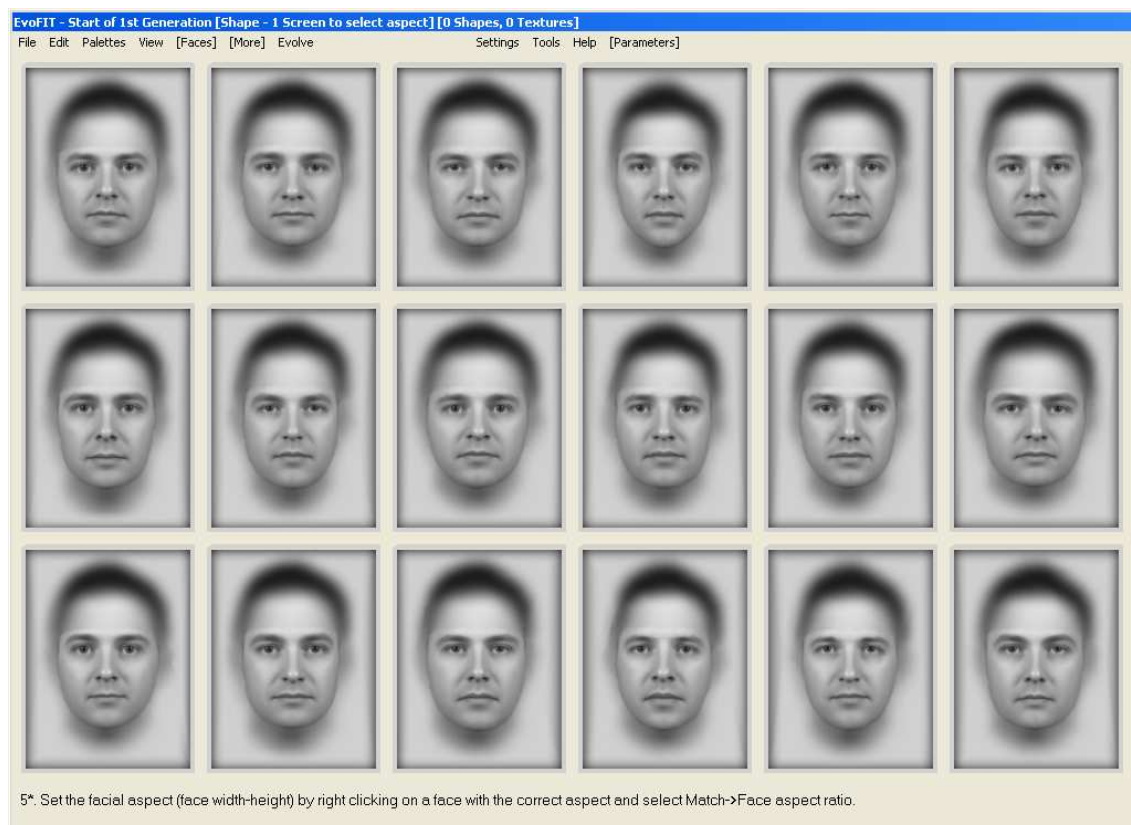 EvoFIT - Start of 1st Generation [Shape - 1 Screen to select aspect] [0 Shapes, 0 Textures]
File Edit Palettes View [Faces] [More] Evolve Settings Tools Help [Parameters]
5*. Set the facial aspect (face width-height) by right clicking on a face with the correct aspect and select Match->Face aspect ratio.